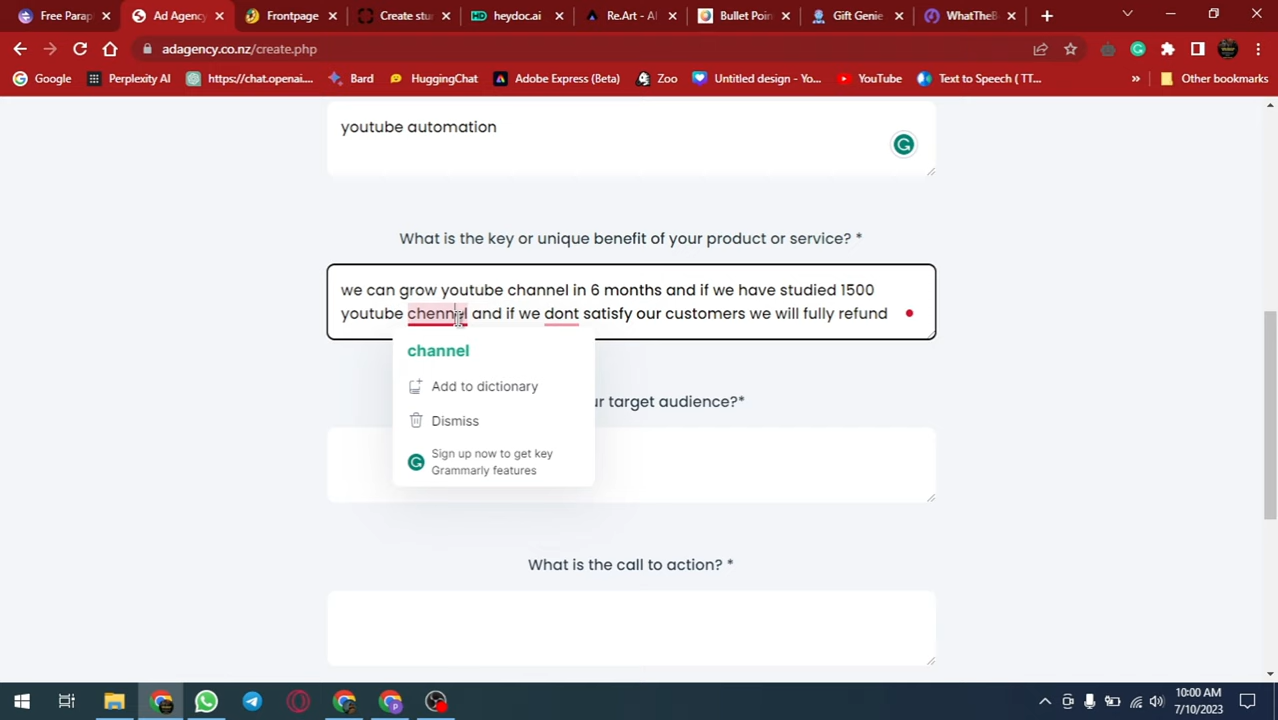 Free Parap
Ad Agency
Frontpage
Create stu
heydoc.ai
Re.Art - AI
Bullet Poin
Gift Genie
WhatTheB
adagency.co.nz/create.php
Google
Perplexity AI
https://chat.openai....
Bard
HuggingChat
Adobe Express (Beta)
Zoo
Untitled design - Yo...
YouTube
Text to Speech ( TT...
»
Other bookmarks
youtube automation
What is the key or unique benefit of your product or service? *
we can grow youtube channel in 6 months and if we have studied 1500
youtube chennel and if we dont satisfy our customers we will fully refund
channel
Add to dictionary
Dismiss
Sign up now to get key
Grammarly features
ur target audience?*
What is the call to action? *
10:00 AM
7/10/2023